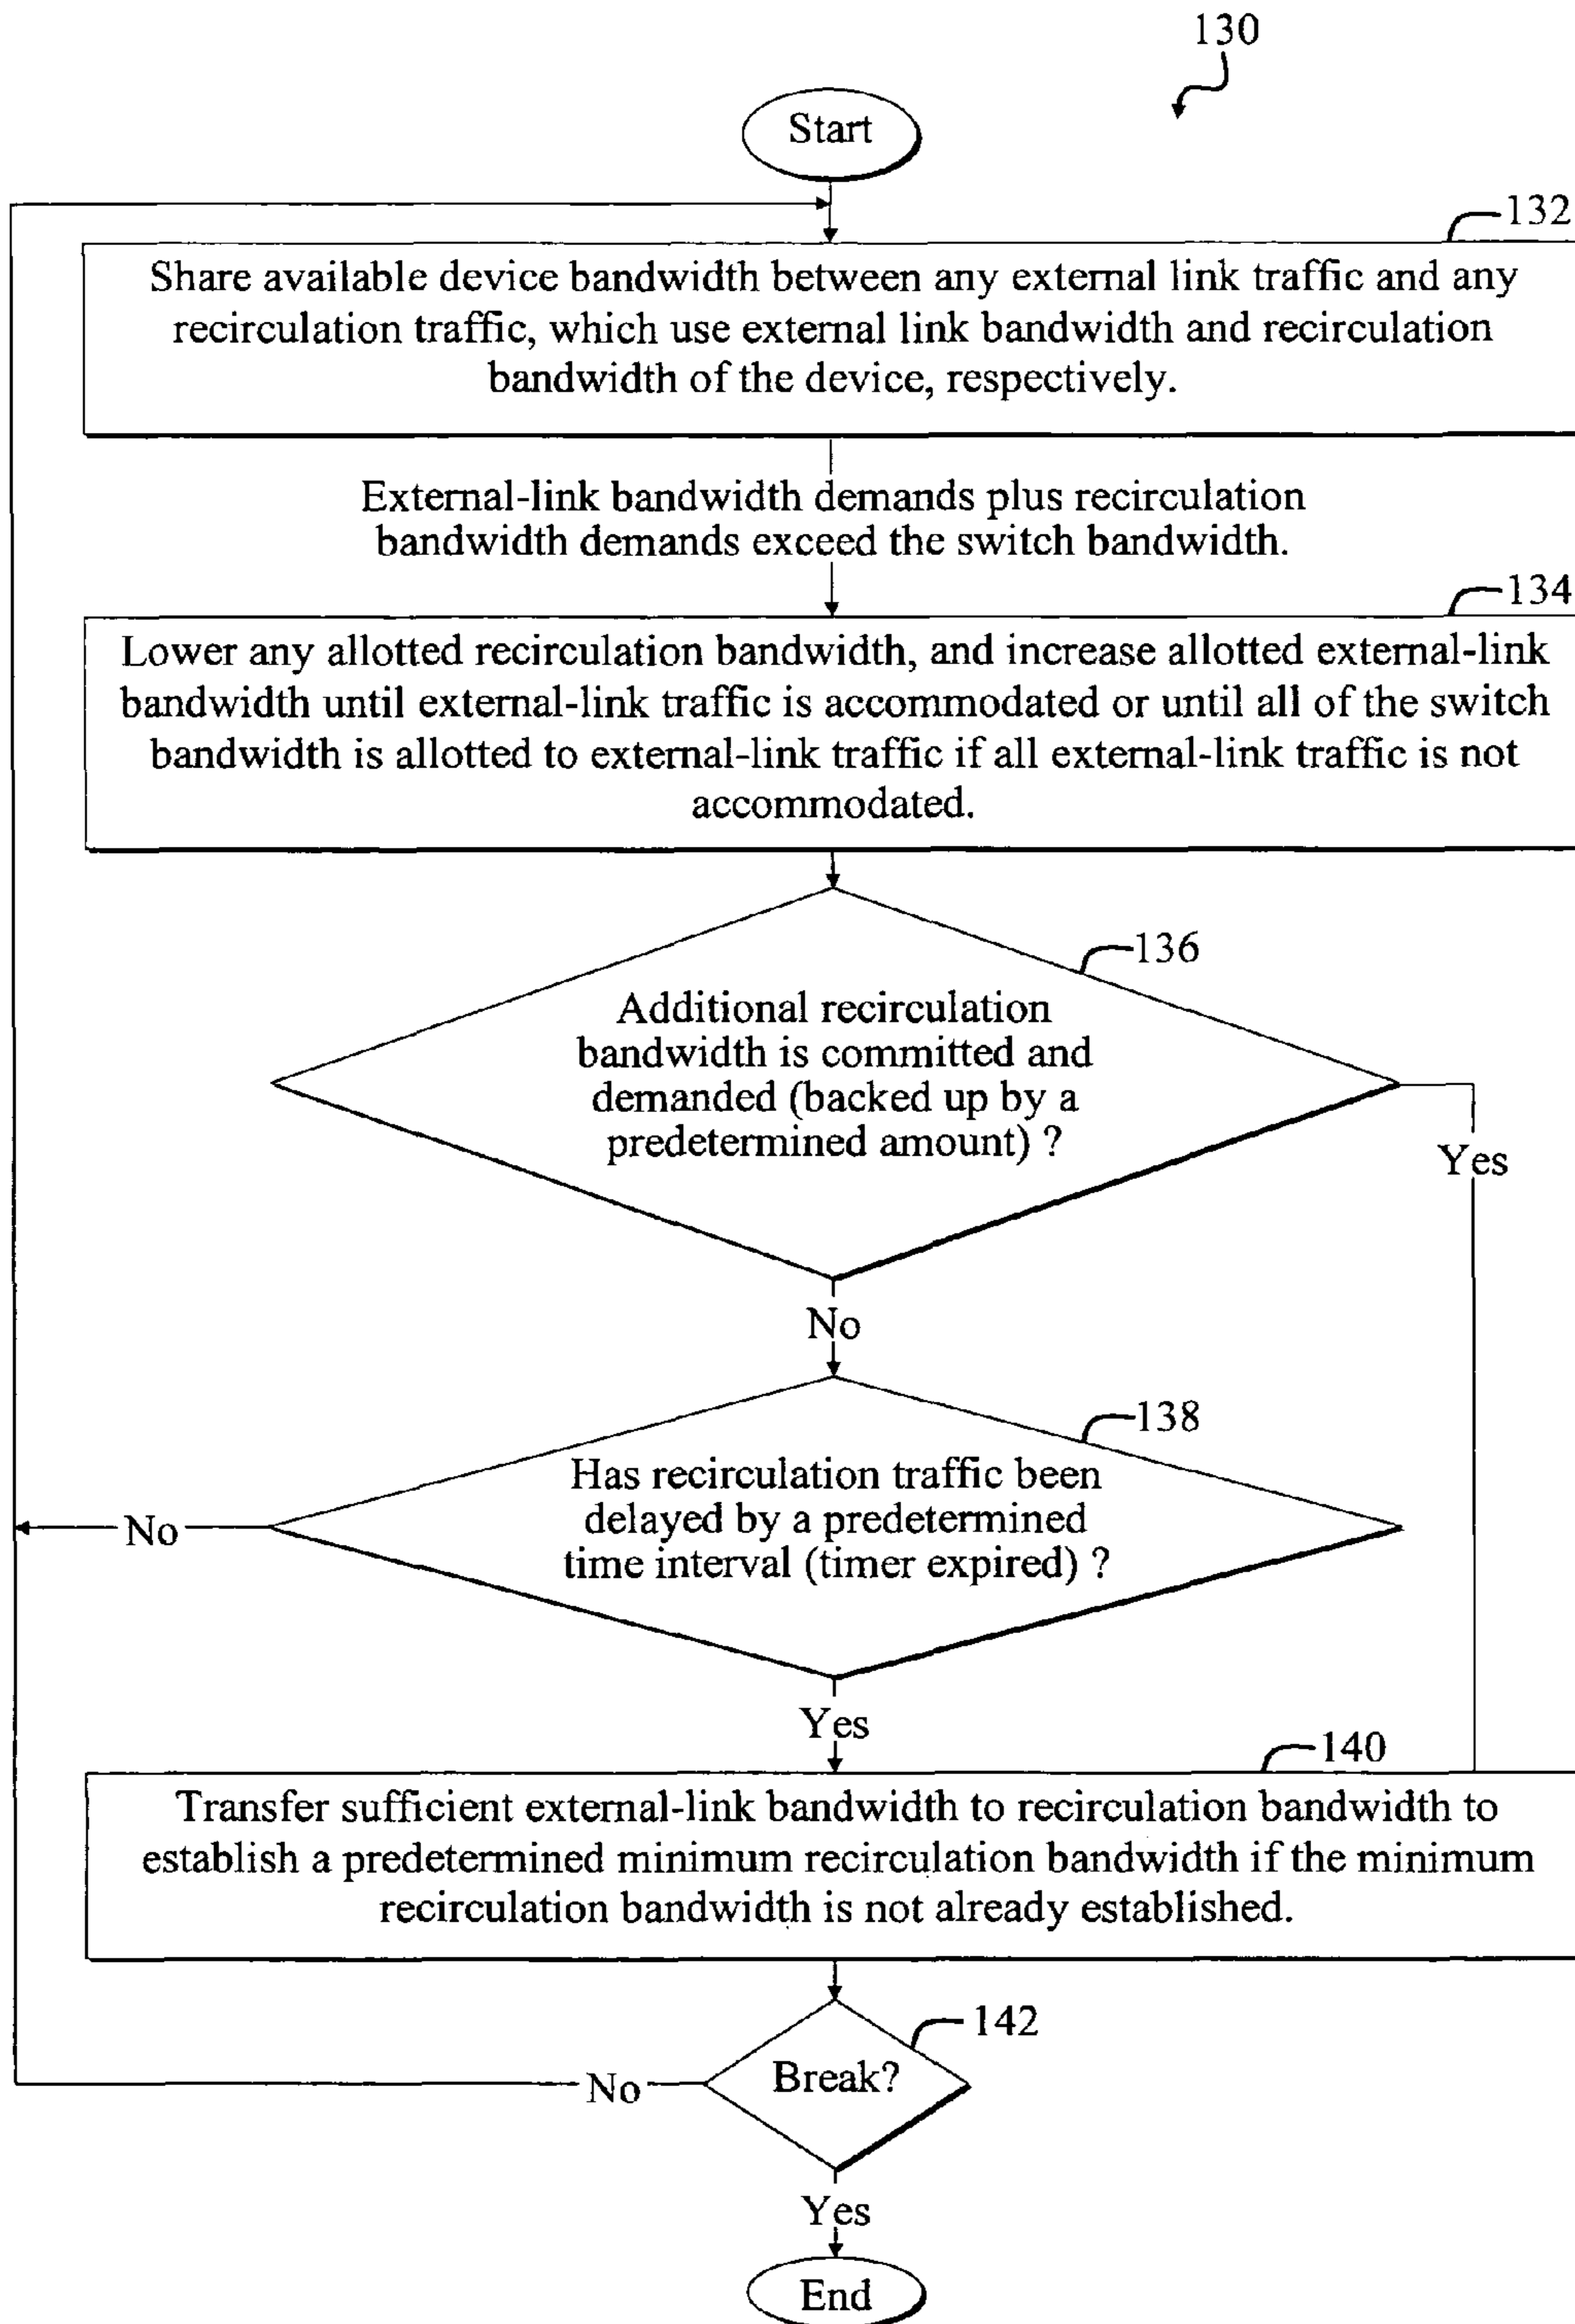 130
Start
132
Share available device bandwidth between any external link traffic and any
recirculation traffic, which use external link bandwidth and recirculation
bandwidth of the device, respectively.
External-link bandwidth demands plus recirculation
bandwidth demands exceed the switch bandwidth.
134
Lower any allotted recirculation bandwidth, and increase allotted external-link
bandwidth until external-link traffic is accommodated or until all of the switch
bandwidth is allotted to external-link traffic if all external-link traffic is not
accommodated.
136
Additional recirculation
bandwidth is committed and
demanded (backed up by a
predetermined amount) ?
Yes
No
138
Has recirculation traffic been
delayed by a predetermined
time interval (timer expired) ?
No
Yes
140
Transfer sufficient external-link bandwidth to recirculation bandwidth to
establish a predetermined minimum recirculation bandwidth if the minimum
recirculation bandwidth is not already established.
142
Break?
No
Yes
End